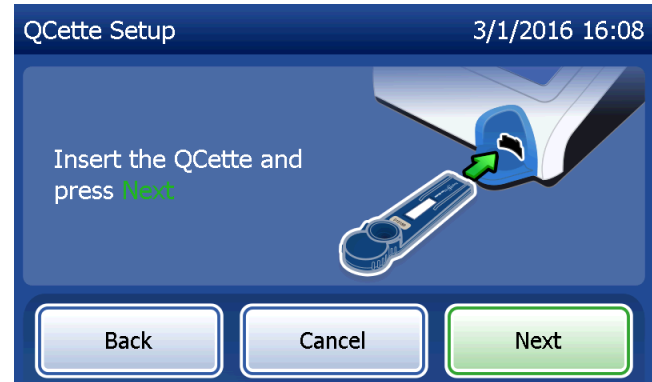 QCette Setup 3/1/2016 16:08
Insert the QCette and
press Next
Back Cancel Next